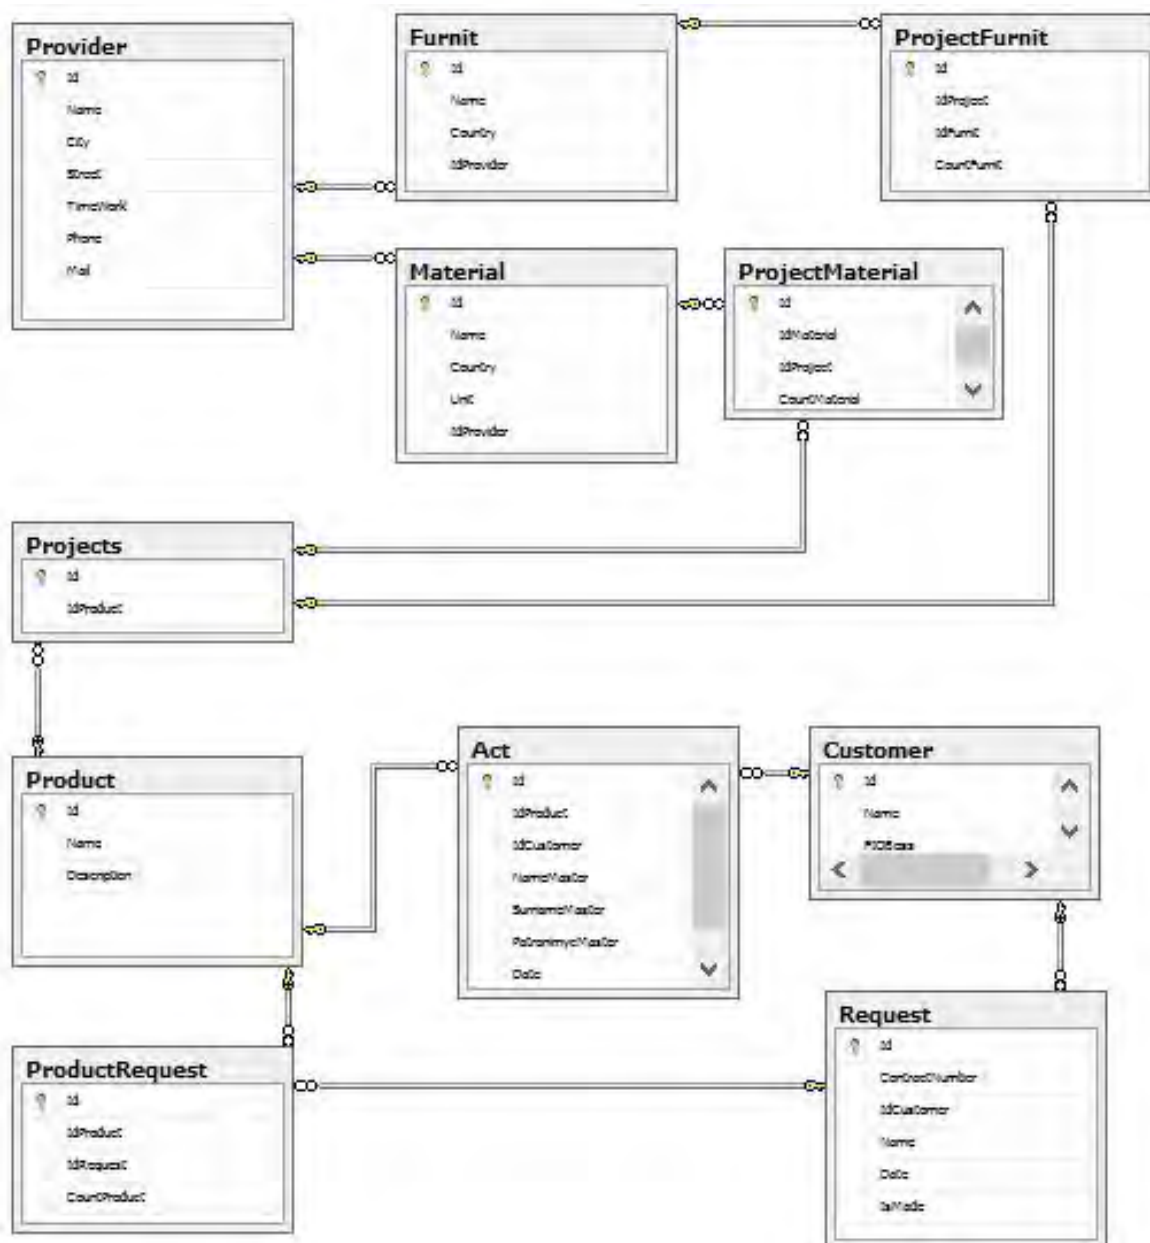 Provider
Id
Name
City
Street
TimeWork
Phone
Mail
Furnit
Id
Name
Country
IdProvider
ProjectFurnit
Id
IdProject
IdFurnit
CountFurnit
Material
Id
Name
Country
Unit
IdProvider
ProjectMaterial
Id
IdMaterial
IdProject
CountMaterial
Projects
Id
IdProduct
Product
Id
Name
Description
Act
Id
IdProduct
IdCustomer
NameMaster
SurnameMaster
PatronimycMaster
Date
Customer
Id
Name
FIOBoss
ProductRequest
Id
IdProduct
IdRequest
CountProduct
Request
Id
ContractNumber
IdCustomer
Name
Date
IsMade